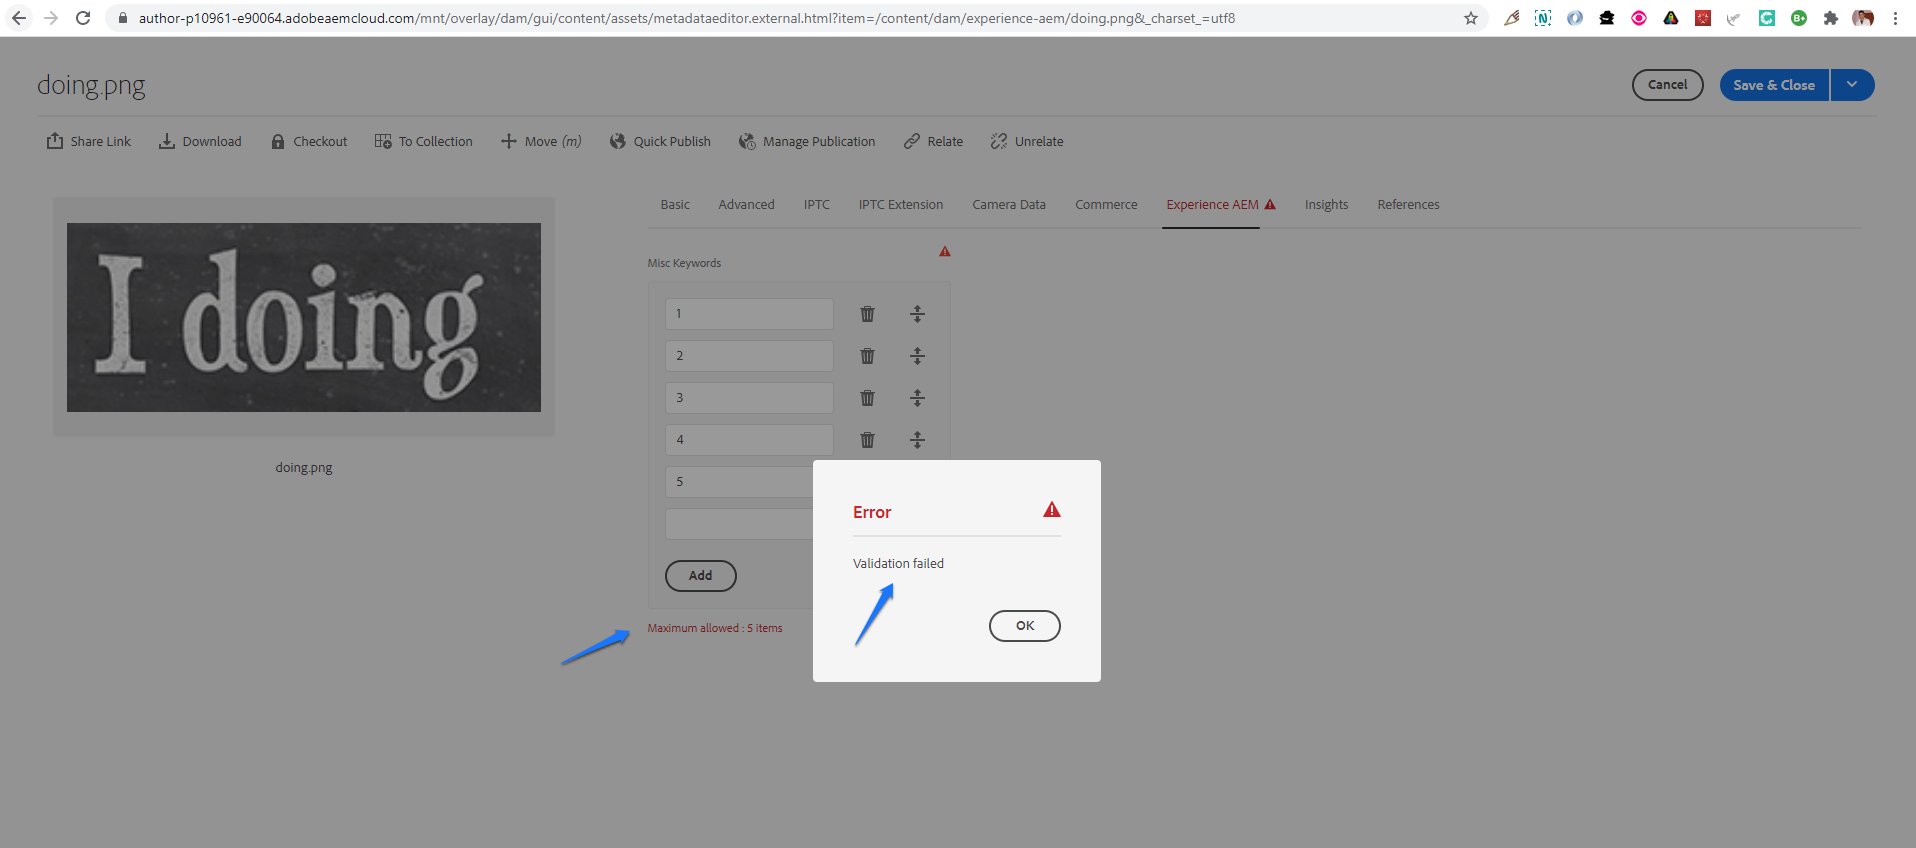 author-p10961-e90064.adobeaemcloud.com/mnt/overlay/dam/gui/content/assets/metadataeditor.external.html?item=/content/dam/experience-aem/doing.png&_charset_=utf8
doing.png
Cancel
Save & Close
Share Link
Download
Checkout
To Collection
Move (m)
Quick Publish
Manage Publication
Relate
Unrelate
Basic
Advanced
IPTC
IPTC Extension
Camera Data
Commerce
Experience AEM
Insights
References
I doing
doing.png
Misc Keywords
1
2
3
4
5
Add
Maximum allowed : 5 items
Error
Validation failed
OK